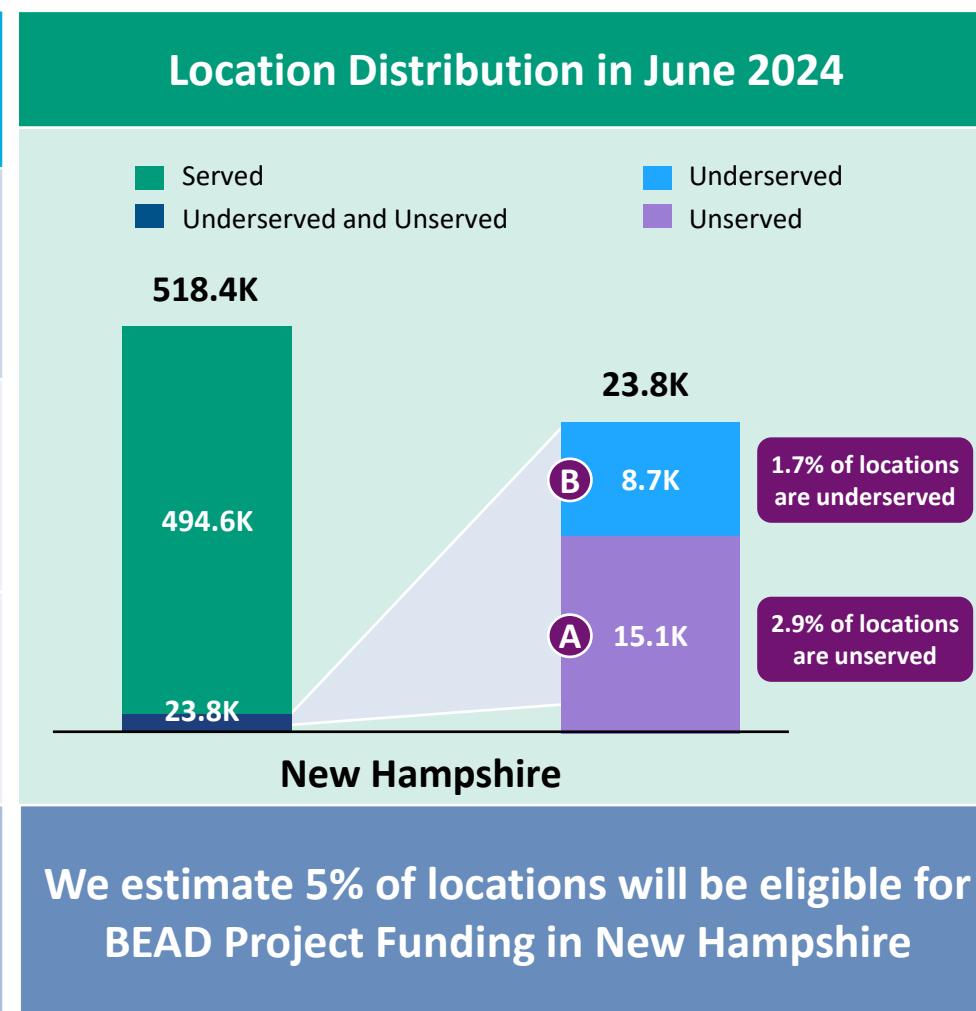 Location Distribution in June 2024
Served
Underserved
Underserved and Unserved
Unserved
518.4K
23.8K
B
8.7K
1.7% of locations
are underserved
494.6K
A
15.1K
2.9% of locations
are unserved
23.8K
New Hampshire
We estimate 5% of locations will be eligible for
BEAD Project Funding in New Hampshire